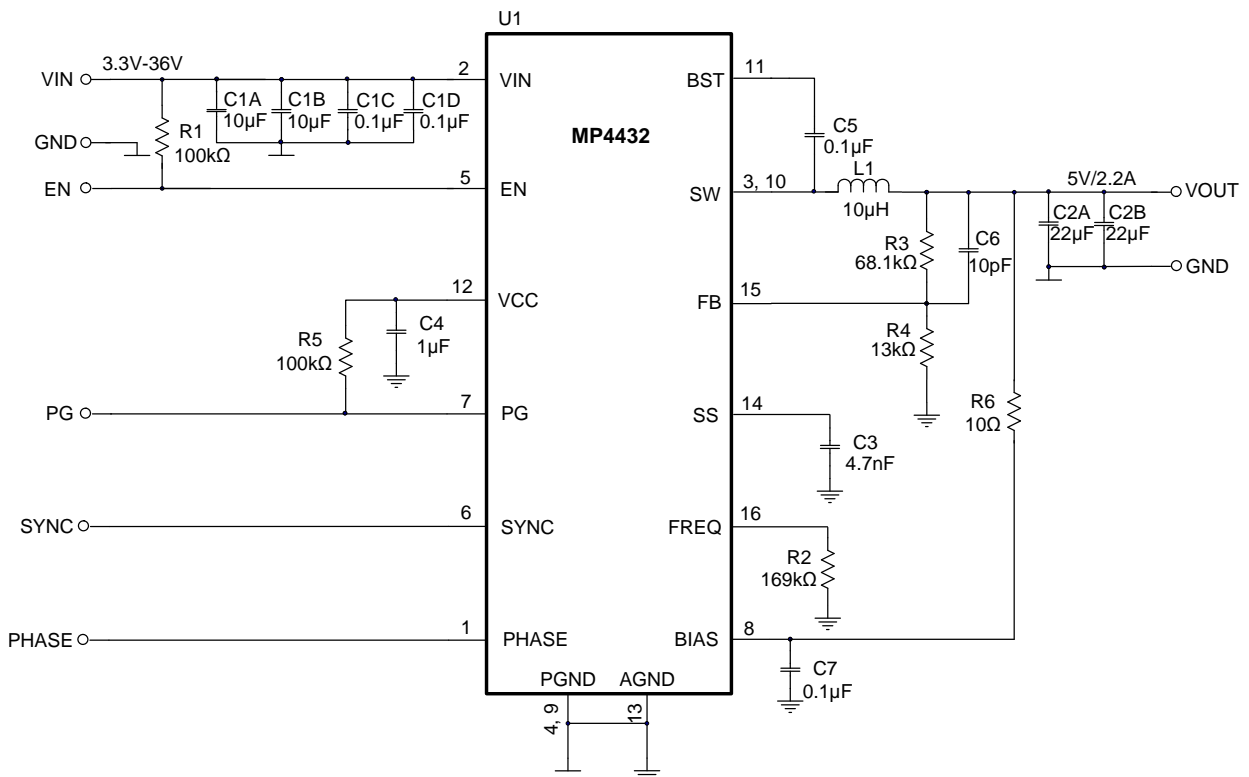 U1
VIN
3.3V-36V
2
VIN
C1A
10µF
C1B
10µF
C1C
0.1µF
C1D
0.1µF
GND
R1
100kΩ
EN
5
EN
12
VCC
C4
1µF
R5
100kΩ
PG
7
PG
SYNC
6
SYNC
PHASE
1
PHASE
MP4432
PGND
4, 9
AGND
13
BST
11
C5
0.1µF
SW
3, 10
L1
10µH
5V/2.2A
VOUT
R3
68.1kΩ
C6
10pF
C2A
22µF
C2B
22µF
GND
FB
15
R4
13kΩ
R6
10Ω
SS
14
C3
4.7nF
FREQ
16
R2
169kΩ
BIAS
8
C7
0.1µF